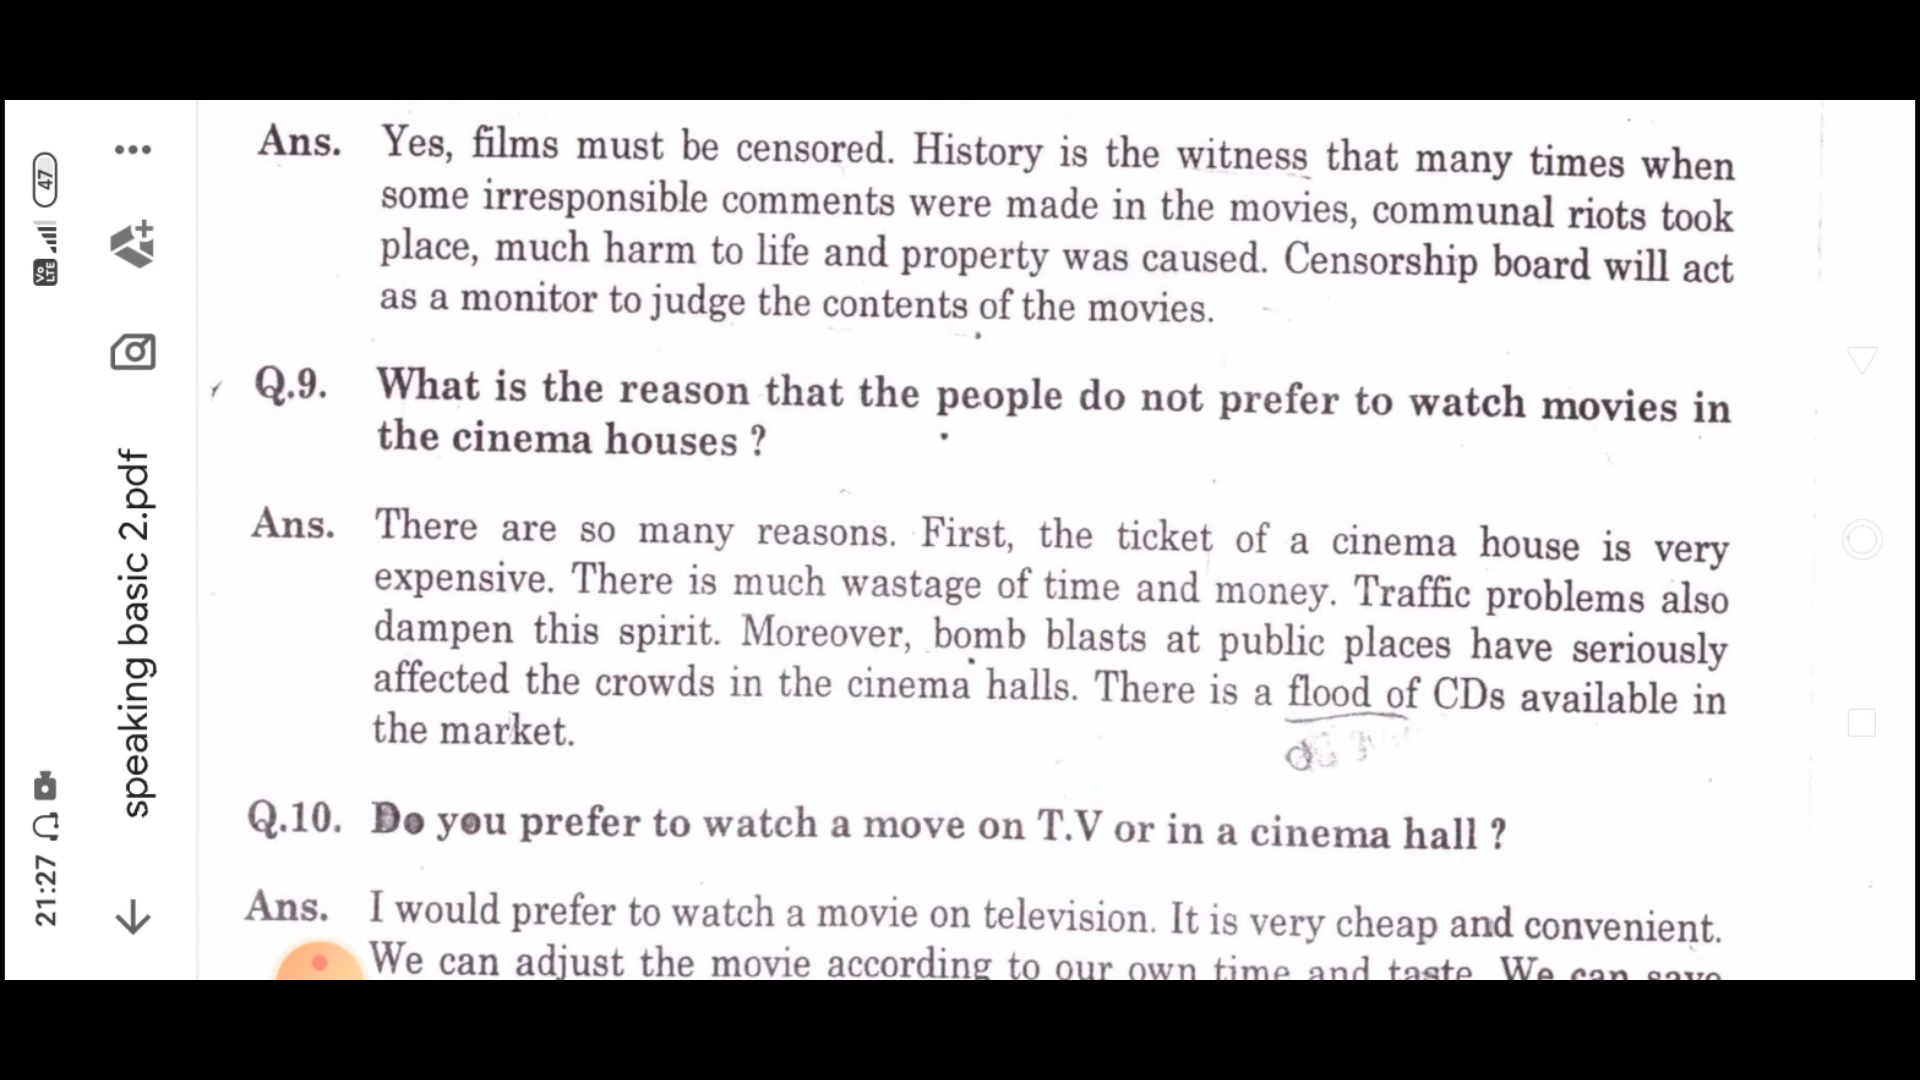 Ans. Yes, films must be censored. History is the witness that many times when
some irresponsible comments were made in the movies, communal riots took
place, much harm to life and property was caused. Censorship board will act
as a monitor to judge the contents of the movies.
Q.9. What is the reason that the people do not prefer to watch movies in
the cinema houses ?
Ans. There are so many reasons. First, the ticket of a cinema house is very
expensive. There is much wastage of time and money. Traffic problems also
dampen this spirit. Moreover, bomb blasts at public places have seriously
affected the crowds in the cinema halls. There is a flood of CDs available in
the market.
Q.10. Do you prefer to watch a move on T.V or in a cinema hall ?
Ans. I would prefer to watch a movie on television. It is very cheap and convenient.
We can adjust the movie according to our own time and taste. We can save
speaking basic 2.pdf
21:27
Vo LTE
47